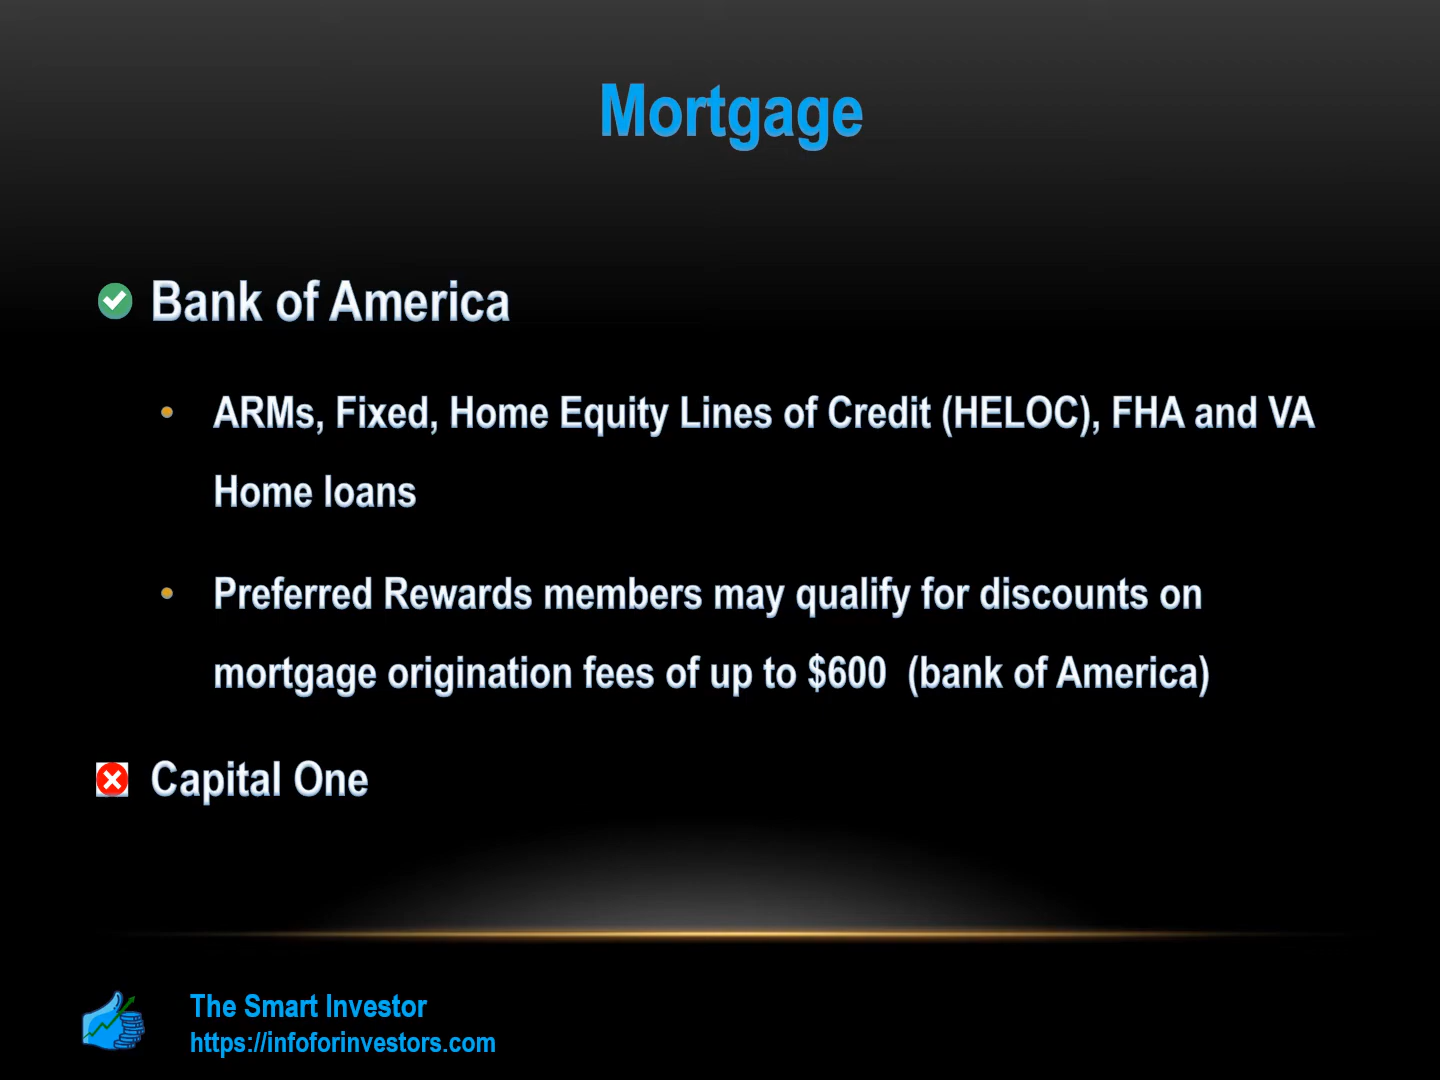 Mortgage
Bank of America
• ARMs, Fixed, Home Equity Lines of Credit (HELOC), FHA and VA
Home loans
• Preferred Rewards members may qualify for discounts on
mortgage origination fees of up to $600  (bank of America)
Capital One
The Smart Investor
https://infoforinvestors.com